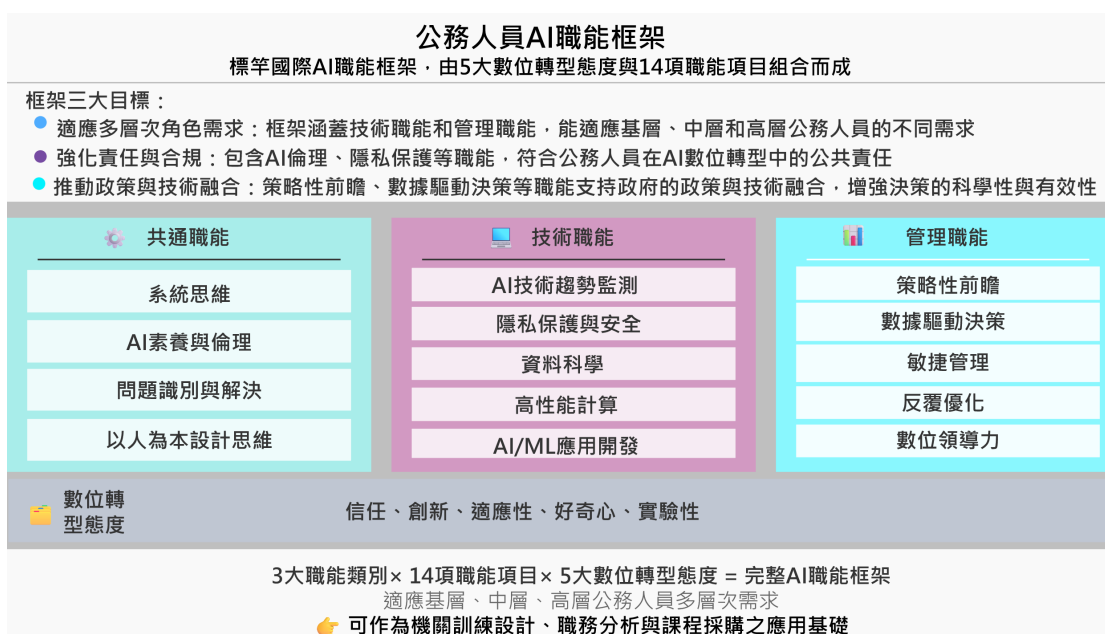 公務人員AI職能框架
標竿國際AI職能框架，由5大數位轉型態度與14項職能項目組合而成
框架三大目標：
適應多層次角色需求：框架涵蓋技術職能和管理職能，能適應基層、中層和高層公務人員的不同需求
強化責任與合規：包含AI倫理、隱私保護等職能，符合公務人員在AI數位轉型中的公共責任
推動政策與技術融合：策略性前瞻、數據驅動決策等職能支持政府的政策與技術融合，增強決策的科學性與有效性
共通職能
系統思維
AI素養與倫理
問題識別與解決
以人為本設計思維
技術職能
AI技術趨勢監測
隱私保護與安全
資料科學
高性能計算
AI/ML應用開發
管理職能
策略性前瞻
數據驅動決策
敏捷管理
反覆優化
數位領導力
數位轉
型態度
信任、創新、適應性、好奇心、實驗性
3大職能類別× 14項職能項目× 5大數位轉型態度 = 完整AI職能框架
適應基層、中層、高層公務人員多層次需求
可作為機關訓練設計、職務分析與課程採購之應用基礎